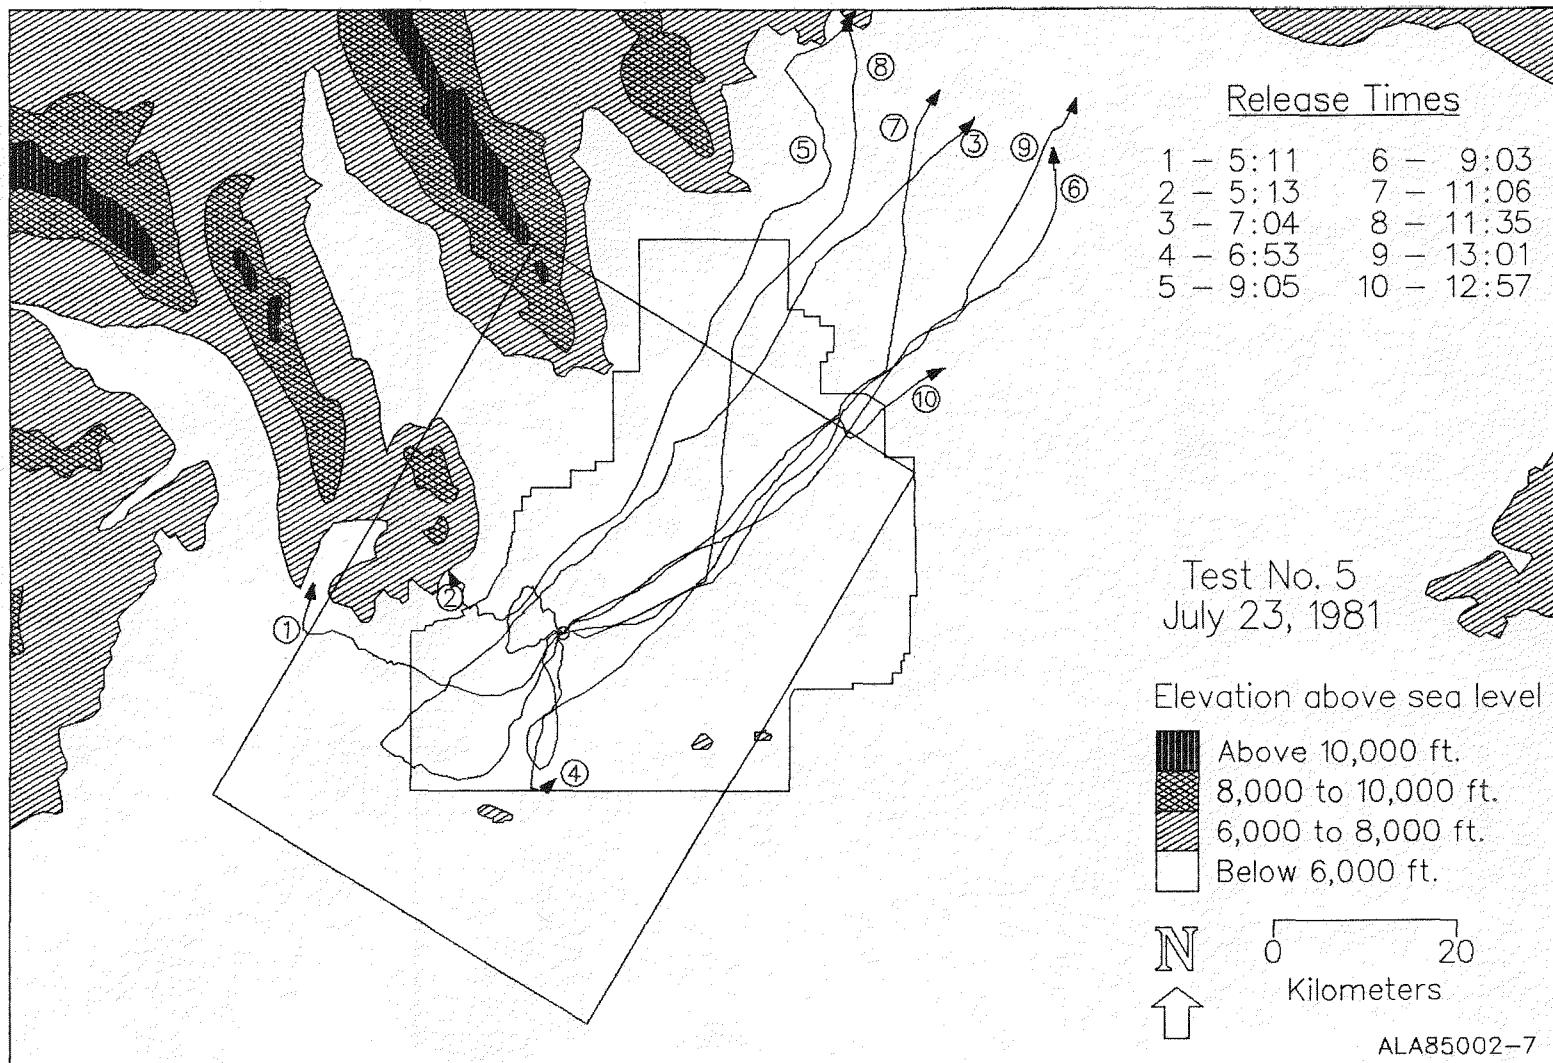 ⑧
⑦
③
⑤
⑨
⑥
⑩
②
①
④
Release Times
1 – 5:11 6 – 9:03
2 – 5:13 7 – 11:06
3 – 7:04 8 – 11:35
4 – 6:53 9 – 13:01
5 – 9:05 10 – 12:57
Test No. 5
July 23, 1981
Elevation above sea level
Above 10,000 ft.
8,000 to 10,000 ft.
6,000 to 8,000 ft.
Below 6,000 ft.
N
0 20
Kilometers
ALA85002–7